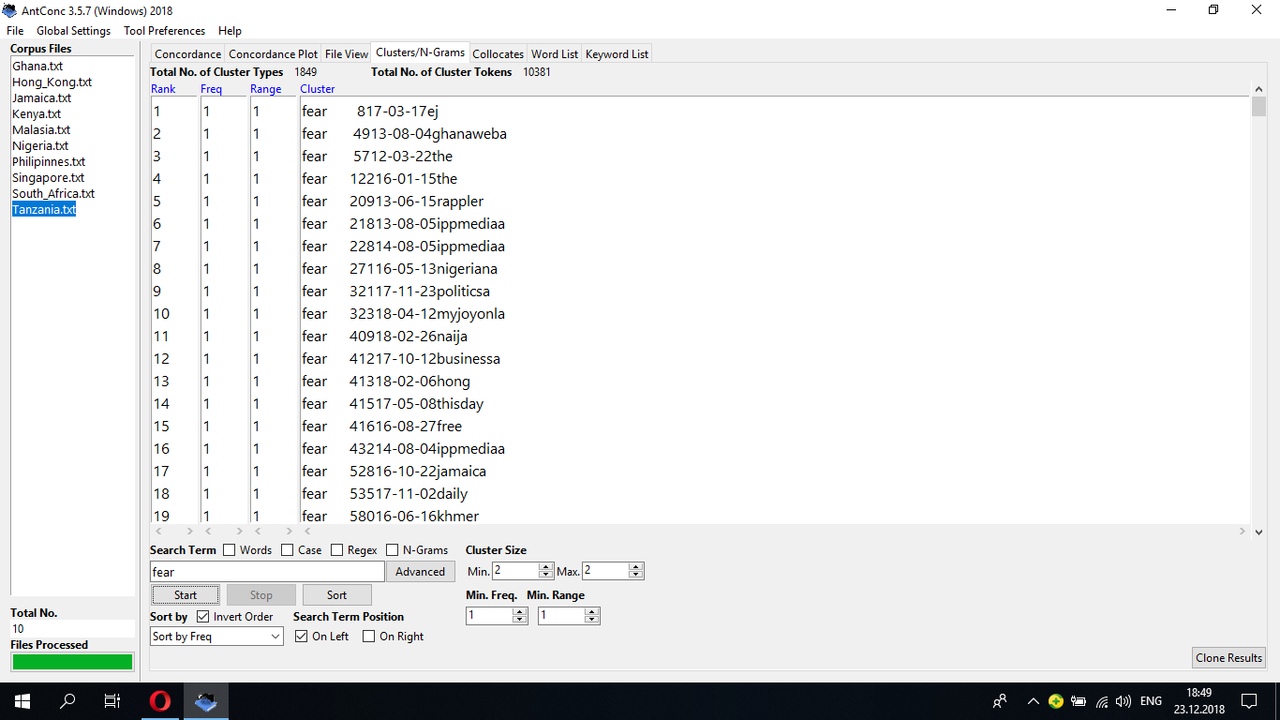 AntConc 3.5.7 (Windows) 2018
File Global Settings Tool Preferences Help
Corpus Files
Ghana.txt
Hong_Kong.txt
Jamaica.txt
Kenya.txt
Malasia.txt
Nigeria.txt
Philipinnes.txt
Singapore.txt
South_Africa.txt
Tanzania.txt
Total No.
10
Files Processed
Concordance Concordance Plot File View Clusters/N-Grams Collocates Word List Keyword List
Total No. of Cluster Types 1849 Total No. of Cluster Tokens 10381
Rank Freq Range Cluster
1 1 1 fear 817-03-17ej
2 1 1 fear 4913-08-04ghanaweba
3 1 1 fear 5712-03-22the
4 1 1 fear 12216-01-15the
5 1 1 fear 20913-06-15rappler
6 1 1 fear 21813-08-05ippmediaa
7 1 1 fear 22814-08-05ippmediaa
8 1 1 fear 27116-05-13nigeriana
9 1 1 fear 32117-11-23politicsa
10 1 1 fear 32318-04-12myjoyonla
11 1 1 fear 40918-02-26naija
12 1 1 fear 41217-10-12businessa
13 1 1 fear 41318-02-06hong
14 1 1 fear 41517-05-08thisday
15 1 1 fear 41616-08-27free
16 1 1 fear 43214-08-04ippmediaa
17 1 1 fear 52816-10-22jamaica
18 1 1 fear 53517-11-02daily
19 1 1 fear 58016-06-16khmer
Search Term Words Case Regex N-Grams Cluster Size
fear Advanced Min. 2 Max. 2
Start Stop Sort Min. Freq. Min. Range
Sort by Invert Order Search Term Position 1 1
Sort by Freq On Left On Right
Clone Results
ENG 18:49
23.12.2018